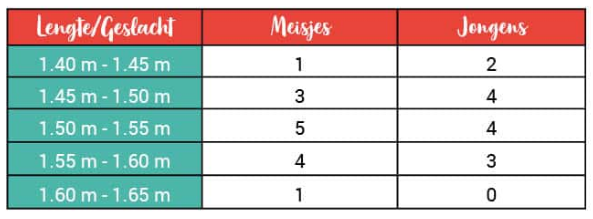 Lengte/Geslacht Meisjes Jongens
1.40 m - 1.45 m 1 2
1.45 m - 1.50 m 3 4
1.50 m - 1.55 m 5 4
1.55 m - 1.60 m 4 3
1.60 m - 1.65 m 1 0